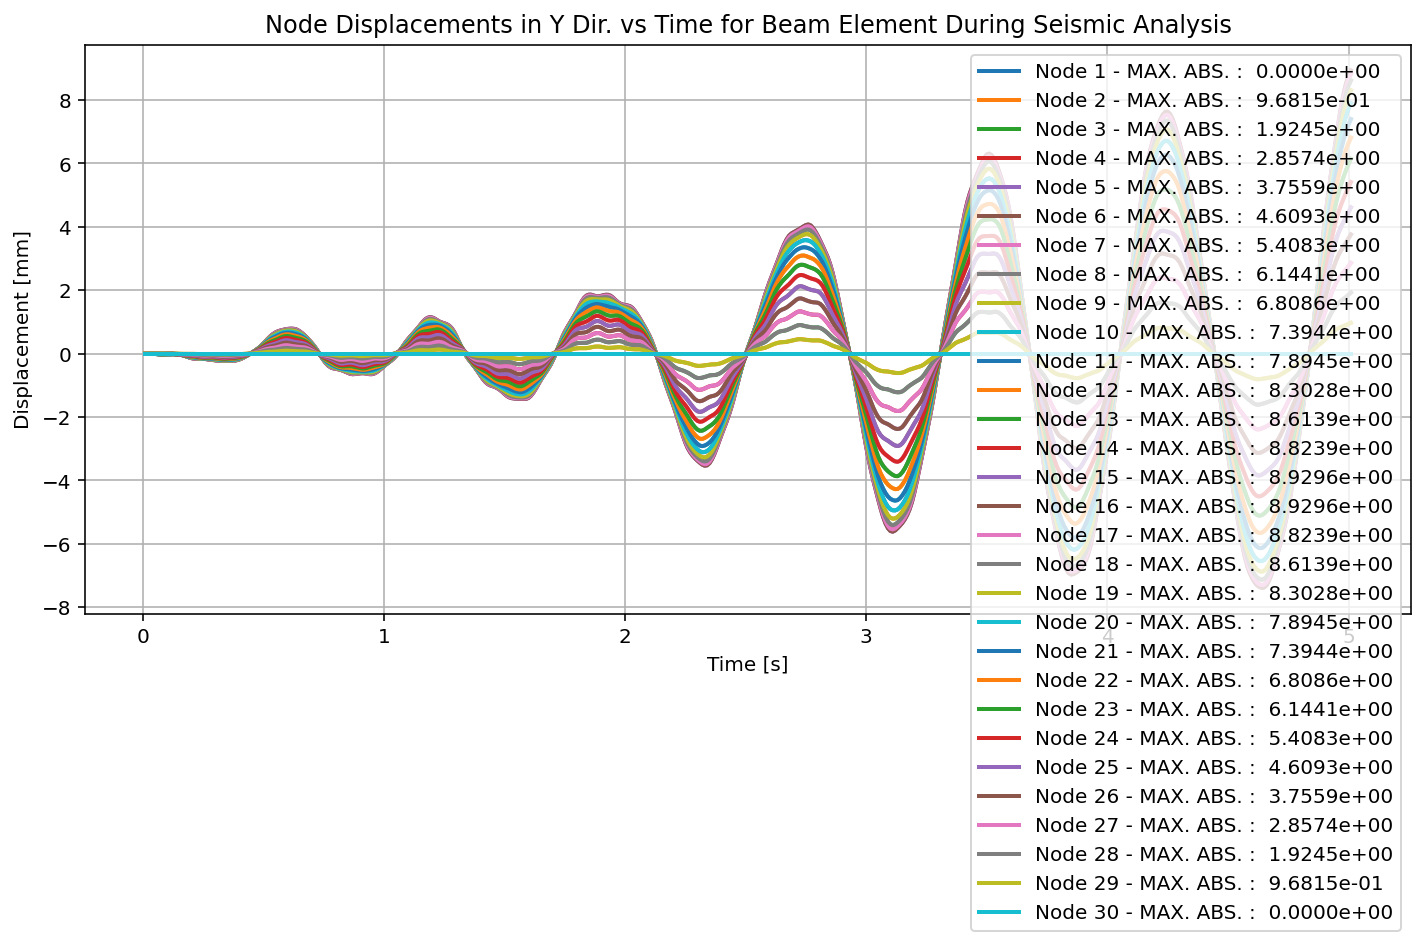 Node Displacements in Y Dir. vs Time for Beam Element During Seismic Analysis
Displacement [mm]
8
6
4
2
0
−2
−4
−6
−8
0 1 2 3 4 5
Time [s]
Node 1 - MAX. ABS. : 0.0000e+00
Node 2 - MAX. ABS. : 9.6815e-01
Node 3 - MAX. ABS. : 1.9245e+00
Node 4 - MAX. ABS. : 2.8574e+00
Node 5 - MAX. ABS. : 3.7559e+00
Node 6 - MAX. ABS. : 4.6093e+00
Node 7 - MAX. ABS. : 5.4083e+00
Node 8 - MAX. ABS. : 6.1441e+00
Node 9 - MAX. ABS. : 6.8086e+00
Node 10 - MAX. ABS. : 7.3944e+00
Node 11 - MAX. ABS. : 7.8945e+00
Node 12 - MAX. ABS. : 8.3028e+00
Node 13 - MAX. ABS. : 8.6139e+00
Node 14 - MAX. ABS. : 8.8239e+00
Node 15 - MAX. ABS. : 8.9296e+00
Node 16 - MAX. ABS. : 8.9296e+00
Node 17 - MAX. ABS. : 8.8239e+00
Node 18 - MAX. ABS. : 8.6139e+00
Node 19 - MAX. ABS. : 8.3028e+00
Node 20 - MAX. ABS. : 7.8945e+00
Node 21 - MAX. ABS. : 7.3944e+00
Node 22 - MAX. ABS. : 6.8086e+00
Node 23 - MAX. ABS. : 6.1441e+00
Node 24 - MAX. ABS. : 5.4083e+00
Node 25 - MAX. ABS. : 4.6093e+00
Node 26 - MAX. ABS. : 3.7559e+00
Node 27 - MAX. ABS. : 2.8574e+00
Node 28 - MAX. ABS. : 1.9245e+00
Node 29 - MAX. ABS. : 9.6815e-01
Node 30 - MAX. ABS. : 0.0000e+00